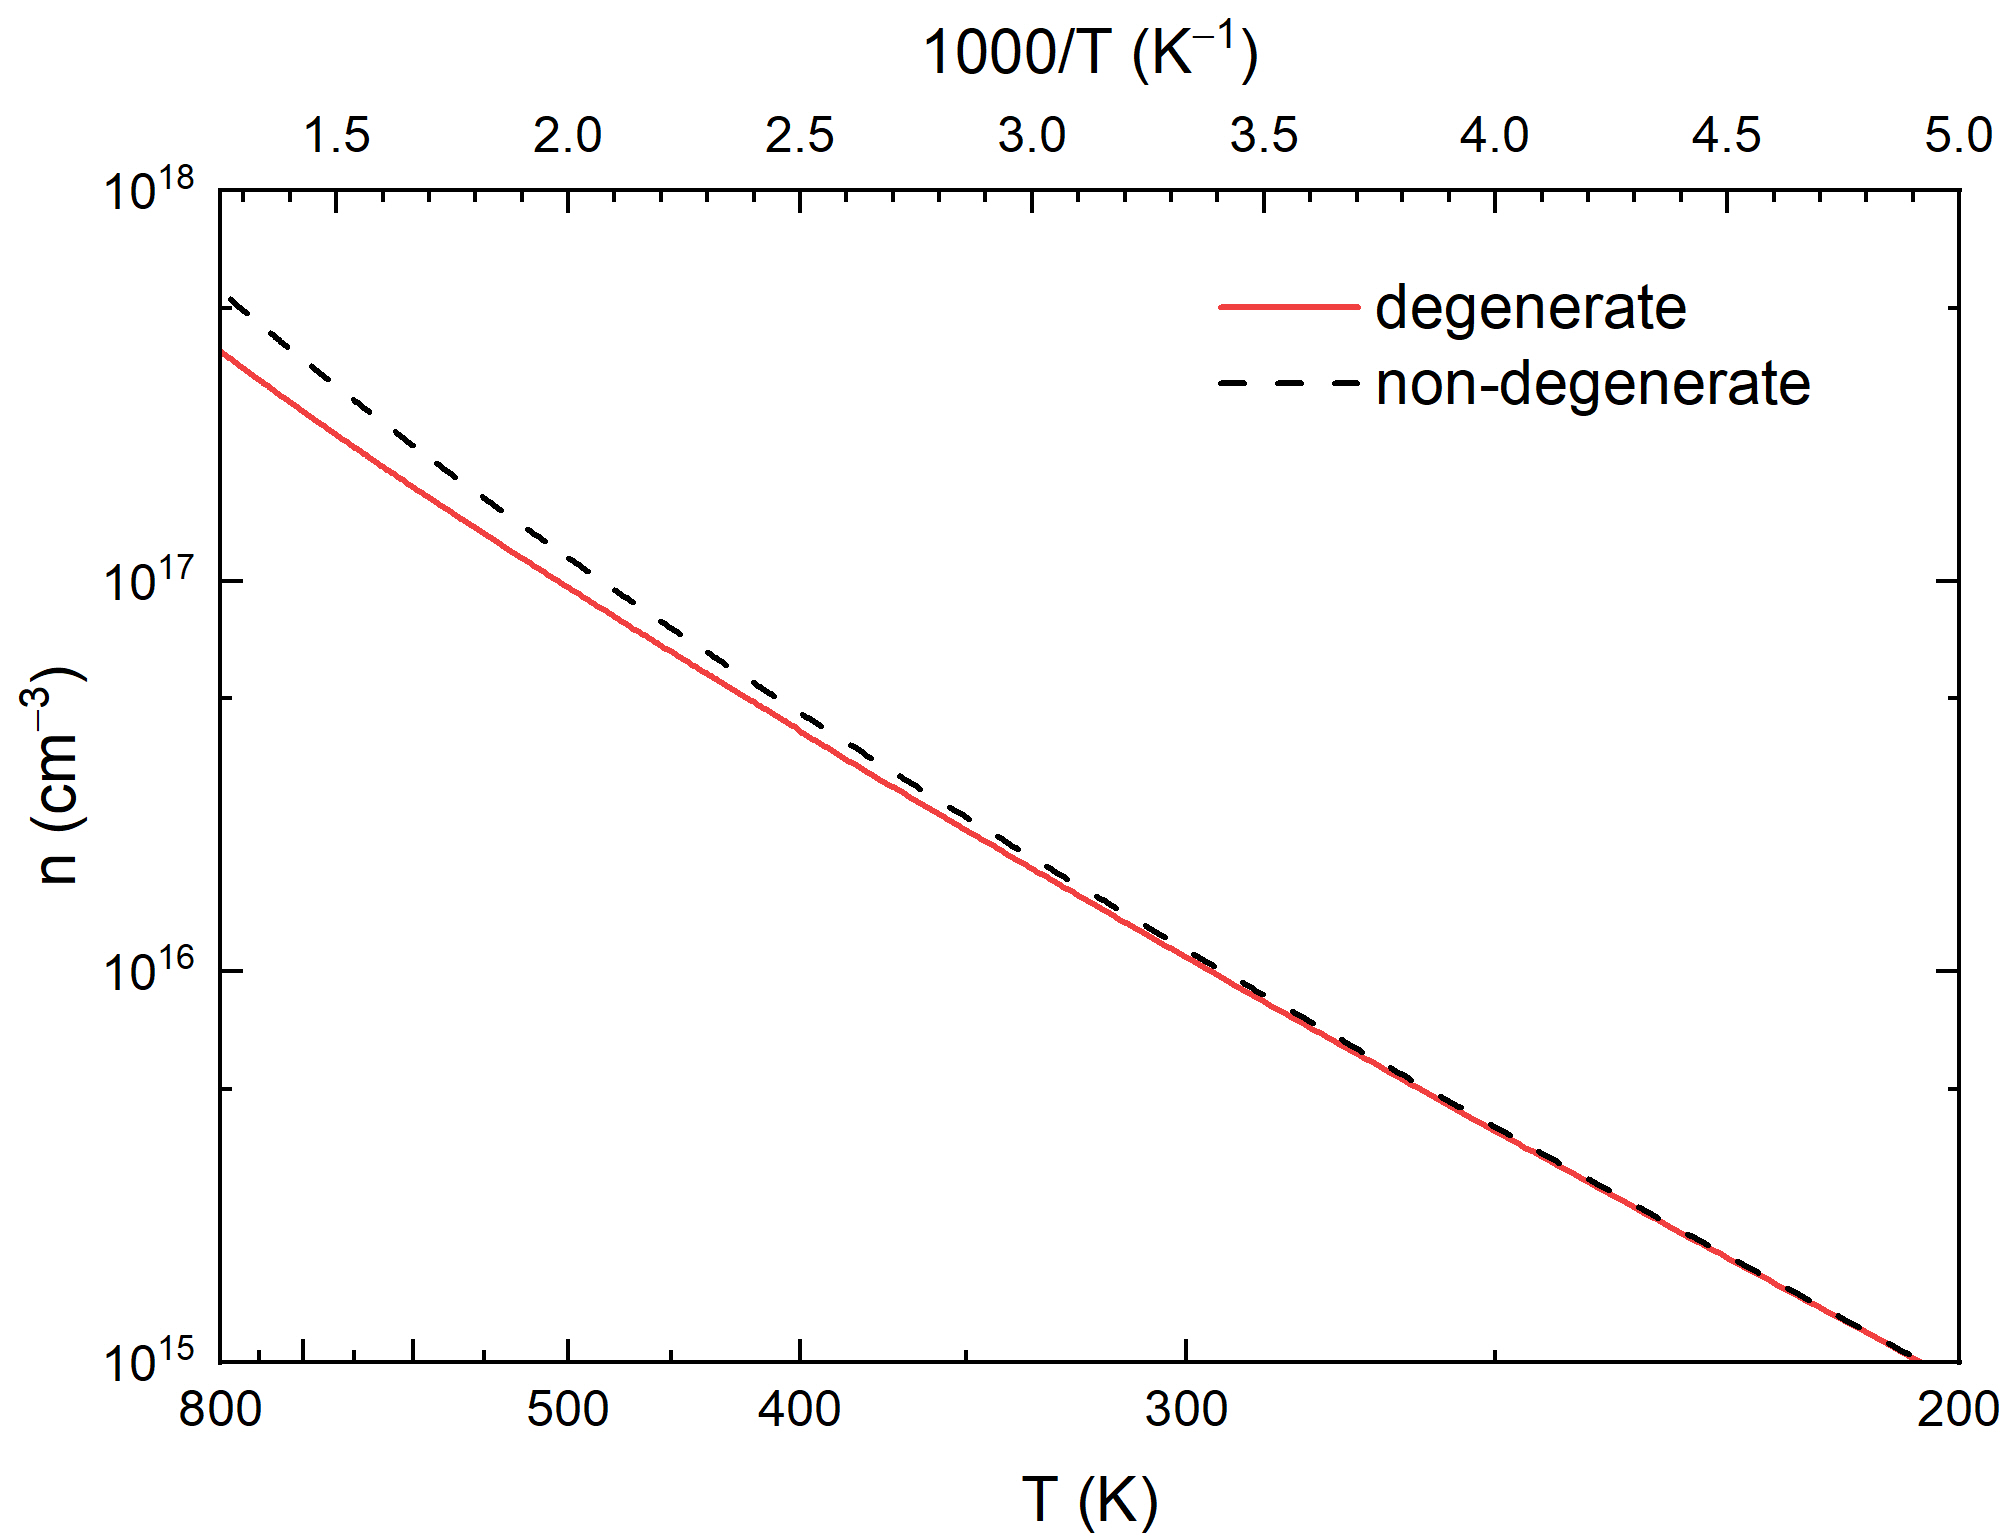 1000/T (K⁻¹)
1.5 2.0 2.5 3.0 3.5 4.0 4.5 5.0
10¹⁸
degenerate
non-degenerate
10¹⁷
n (cm⁻³)
10¹⁶
10¹⁵
800 500 400 300 200
T (K)